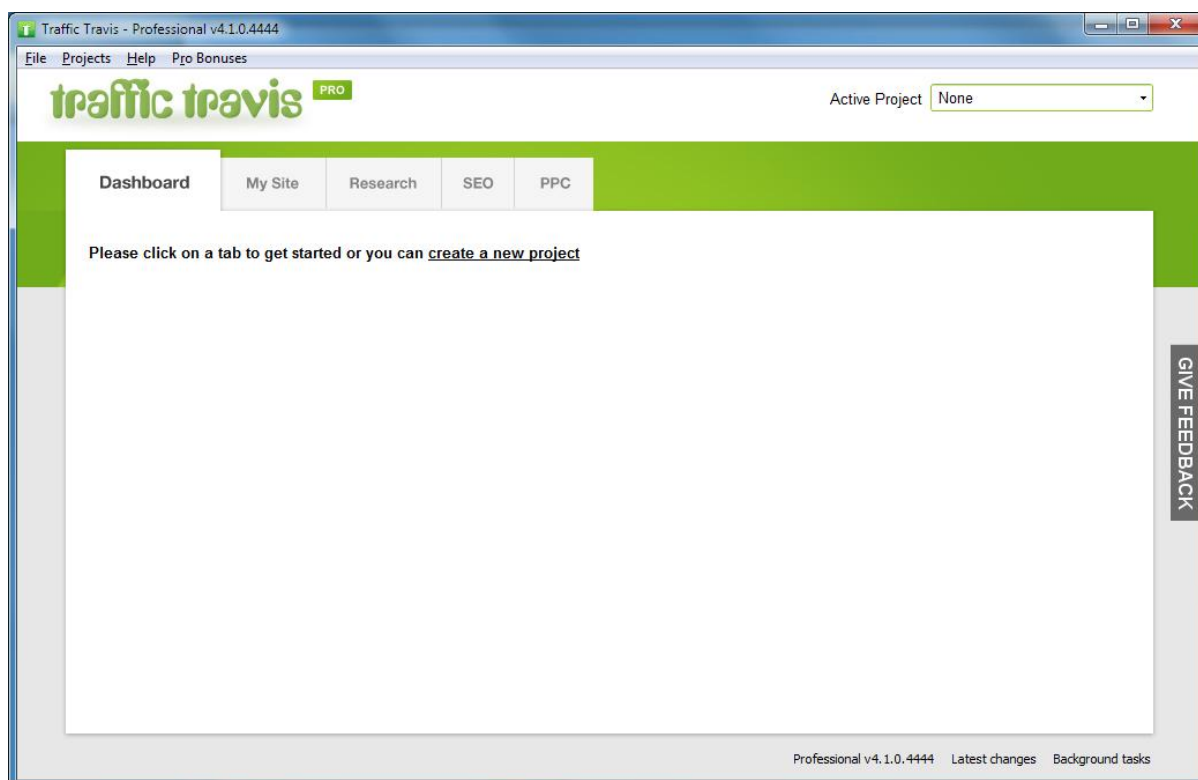 Traffic Travis - Professional v4.1.0.4444
File Projects Help Pro Bonuses
traffic travis PRO
Active Project None
Dashboard My Site Research SEO PPC
Please click on a tab to get started or you can create a new project
GIVE FEEDBACK
Professional v4.1.0.4444 Latest changes Background tasks